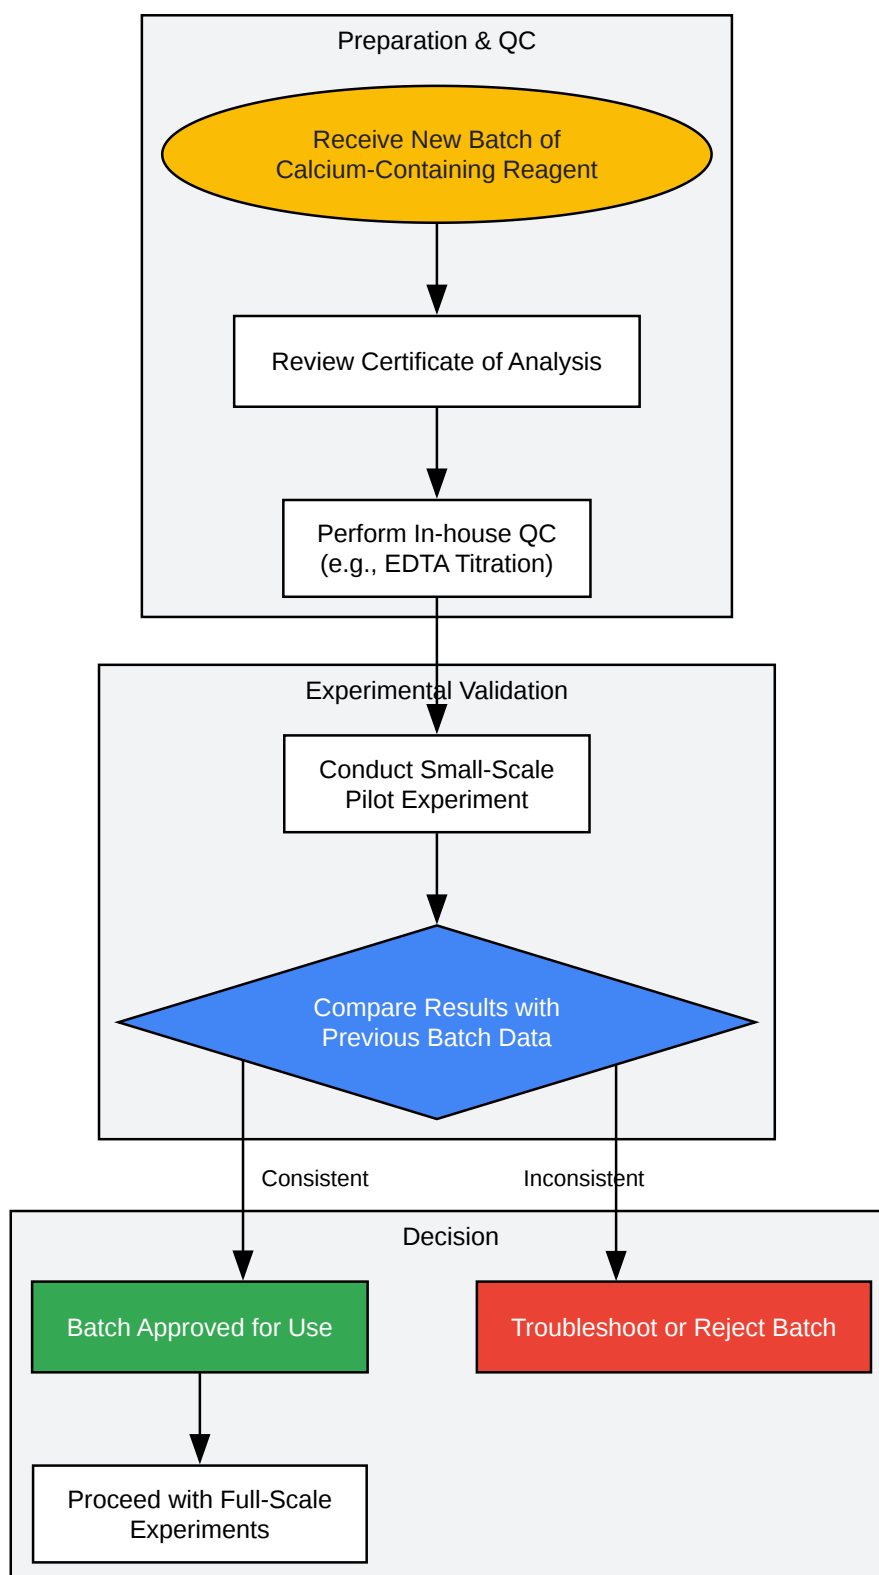 Preparation & QC
Receive New Batch of
Calcium-Containing Reagent
Review Certificate of Analysis
Perform In-house QC
(e.g., EDTA Titration)
Experimental Validation
Conduct Small-Scale
Pilot Experiment
Compare Results with
Previous Batch Data
Consistent
Inconsistent
Decision
Batch Approved for Use
Troubleshoot or Reject Batch
Proceed with Full-Scale
Experiments